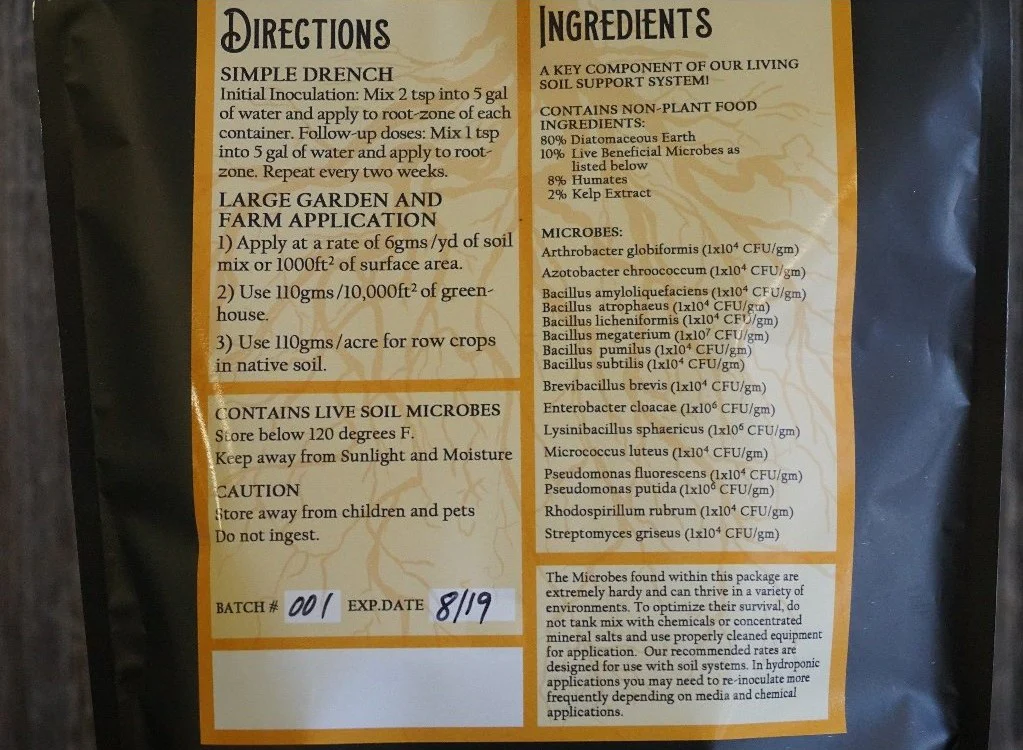 DIRECTIONS
SIMPLE DRENCH
Initial Inoculation: Mix 2 tsp into 5 gal
of water and apply to root-zone of each
container. Follow-up doses: Mix 1 tsp
into 5 gal of water and apply to root-
zone. Repeat every two weeks.
LARGE GARDEN AND
FARM APPLICATION
1) Apply at a rate of 6gms/yd of soil
mix or 1000ft² of surface area.
2) Use 110gms/10,000ft² of green-
house.
3) Use 110gms/acre for row crops
in native soil.
CONTAINS LIVE SOIL MICROBES
Store below 120 degrees F.
Keep away from Sunlight and Moisture
CAUTION
Store away from children and pets
Do not ingest.
BATCH # 001 EXP.DATE 8/19
INGREDIENTS
A KEY COMPONENT OF OUR LIVING
SOIL SUPPORT SYSTEM!
CONTAINS NON-PLANT FOOD
INGREDIENTS:
80% Diatomaceous Earth
10% Live Beneficial Microbes as
listed below
8% Humates
2% Kelp Extract
MICROBES:
Arthrobacter globiformis (1x10⁴ CFU/gm)
Azotobacter chroococcum (1x10⁴ CFU/gm)
Bacillus amyloliquefaciens (1x10⁴ CFU/gm)
Bacillus atrophaeus (1x10⁴ CFU/gm)
Bacillus licheniformis (1x10⁴ CFU/gm)
Bacillus megaterium (1x10⁷ CFU/gm)
Bacillus pumilus (1x10⁴ CFU/gm)
Bacillus subtilis (1x10⁴ CFU/gm)
Brevibacillus brevis (1x10⁴ CFU/gm)
Enterobacter cloacae (1x10⁶ CFU/gm)
Lysinibacillus sphaericus (1x10⁶ CFU/gm)
Micrococcus luteus (1x10⁴ CFU/gm)
Pseudomonas fluorescens (1x10⁴ CFU/gm)
Pseudomonas putida (1x10⁶ CFU/gm)
Rhodospirillum rubrum (1x10⁴ CFU/gm)
Streptomyces griseus (1x10⁴ CFU/gm)
The Microbes found within this package are
extremely hardy and can thrive in a variety of
environments. To optimize their survival, do
not tank mix with chemicals or concentrated
mineral salts and use properly cleaned equipment
for application. Our recommended rates are
designed for use with soil systems. In hydroponic
applications you may need to re-inoculate more
frequently depending on media and chemical
applications.